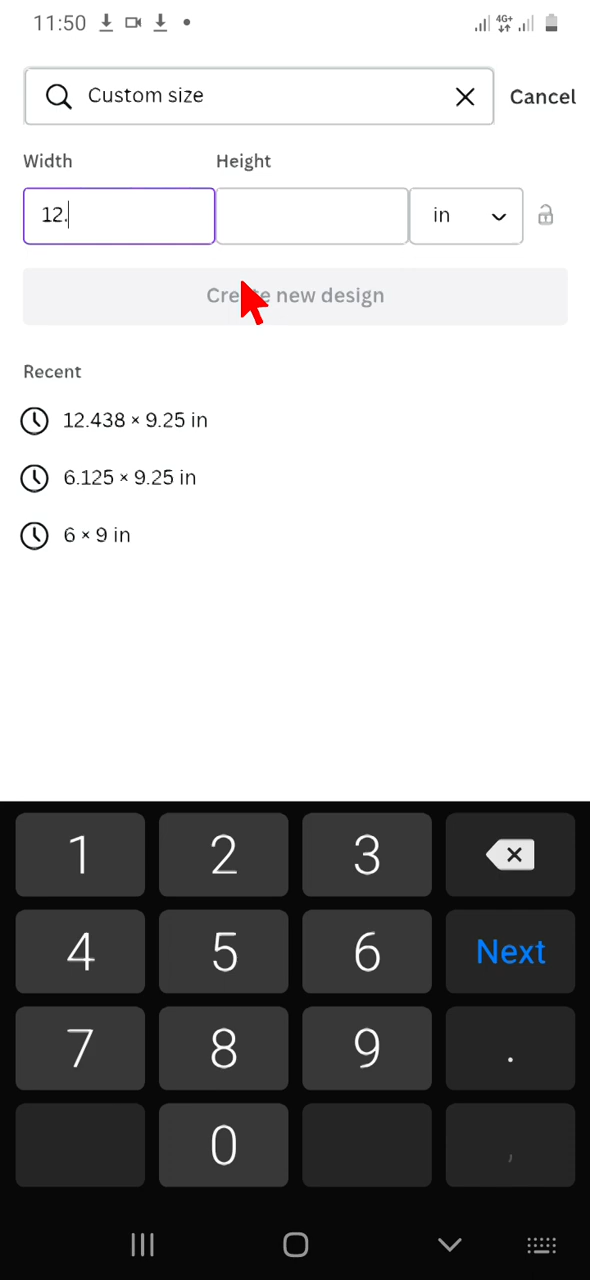 11:50 4G+
Custom size Cancel
Width Height
12. in
Create new design
Recent
12.438 × 9.25 in
6.125 × 9.25 in
6 × 9 in
1 2 3
4 5 6 Next
7 8 9 .
0 ,